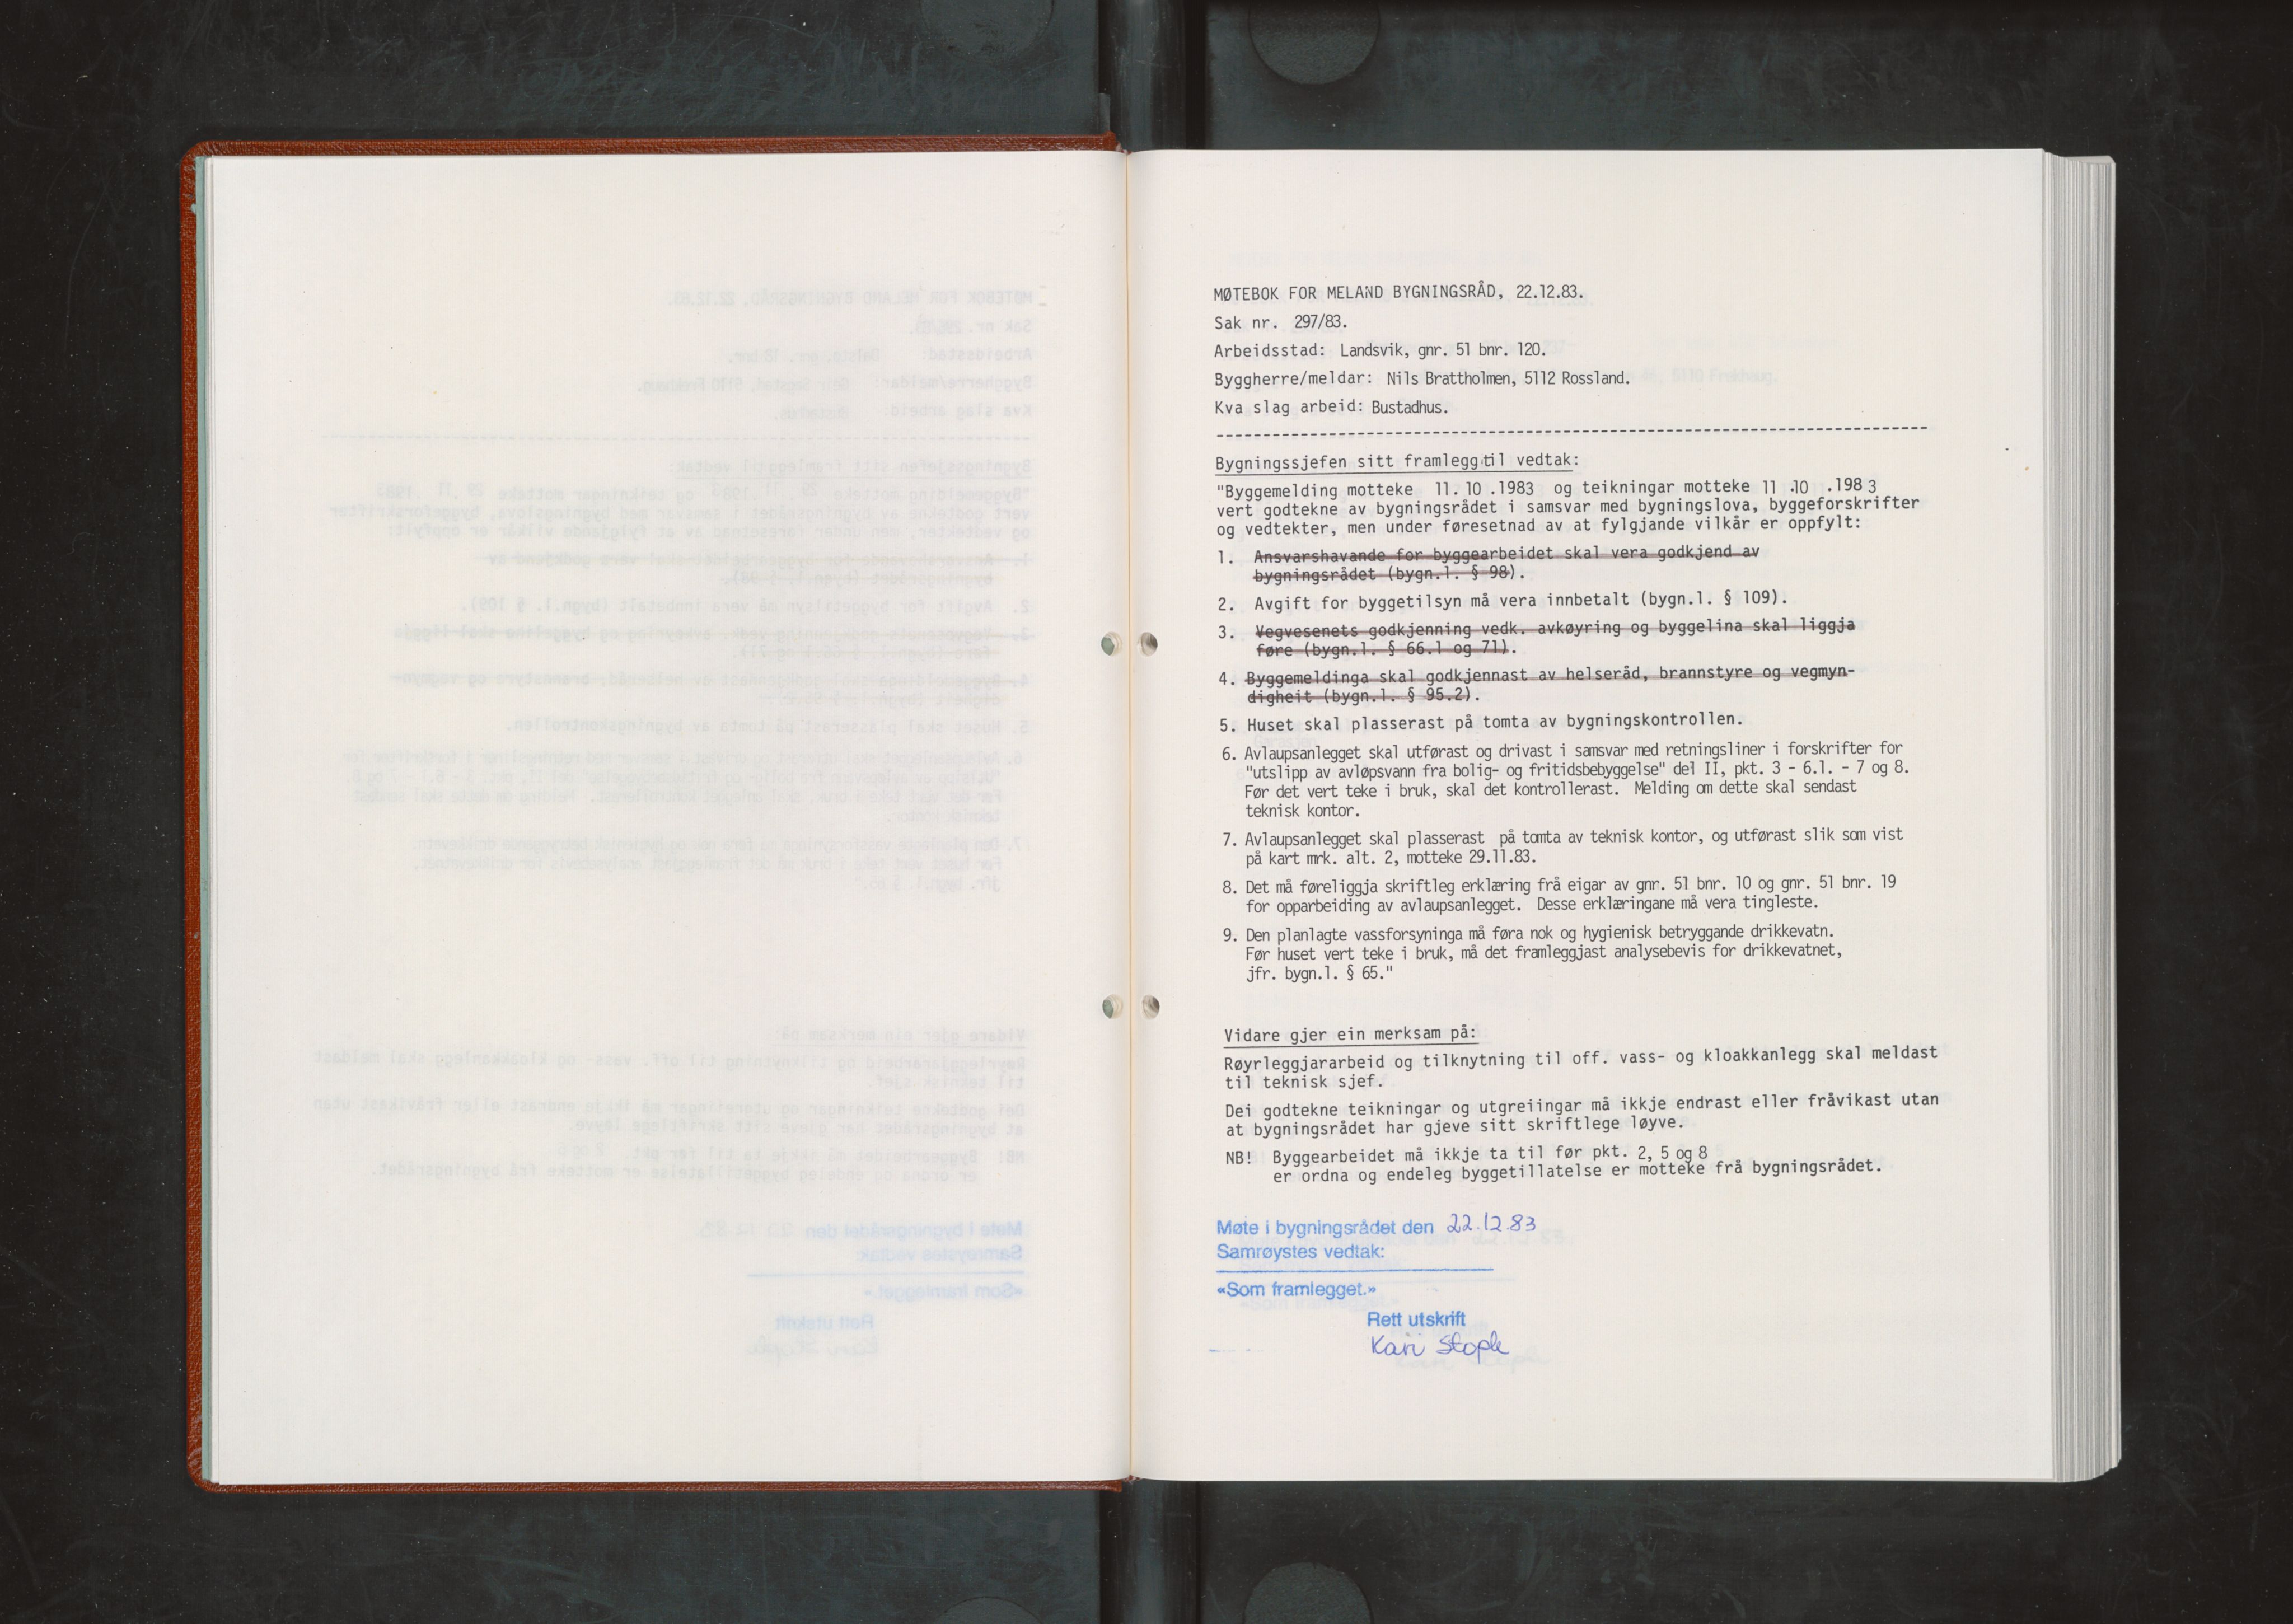 MØTEBOK FOR MELAND BYGNINGSRÅD, 22.12.83.
Sak nr. 297/83.
Arbeidsstad: Landsvik, gnr. 51 bnr. 120.
Byggherre/meldar: Nils Brattholmen, 5112 Rossland.
Kva slag arbeid: Bustadhus.
Bygningssjefen sitt framlegg til vedtak:
"Byggemelding motteke 11.10.1983 og teikningar motteke 11.10.1983
vert godtekne av bygningsrådet i samsvar med bygningslova, byggeforskrifter
og vedtekter, men under føresetnad av at fylgjande vilkår er oppfylt:
1. Ansvarshavande for byggearbeidet skal vera godkjend av
bygningsrådet (bygn.l. § 98).
2. Avgift for byggetilsyn må vera innbetalt (bygn.l. § 109).
3. Vegvesenets godkjenning vedk. avkøyring og byggelina skal liggja
føre (bygn.l. § 66.1 og 71).
4. Byggemeldinga skal godkjennast av helseråd, brannstyre og vegmyn-
digheit (bygn.l. § 95.2).
5. Huset skal plasserast på tomta av bygningskontrollen.
6. Avlaupsanlegget skal utførast og drivast i samsvar med retningsliner i forskrifter for
"utslipp av avløpsvann fra bolig- og fritidsbebyggelse" del II, pkt. 3 - 6.1. - 7 og 8.
Før det vert teke i bruk, skal det kontrollerast. Melding om dette skal sendast
teknisk kontor.
7. Avlaupsanlegget skal plasserast på tomta av teknisk kontor, og utførast slik som vist
på kart mrk. alt. 2, motteke 29.11.83.
8. Det må føreliggja skriftleg erklæring frå eigar av gnr. 51 bnr. 10 og gnr. 51 bnr. 19
for opparbeiding av avlaupsanlegget. Desse erklæringane må vera tingleste.
9. Den planlagte vassforsyninga må føra nok og hygienisk betryggande drikkevatn.
Før huset vert teke i bruk, må det framleggjast analysebevis for drikkevatnet,
jfr. bygn.l. § 65."
Vidare gjer ein merksam på:
Røyrleggjararbeid og tilknytning til off. vass- og kloakkanlegg skal meldast
til teknisk sjef.
Dei godtekne teikningar og utgreiingar må ikkje endrast eller fråvikast utan
at bygningsrådet har gjeve sitt skriftlege løyve.
NB! Byggearbeidet må ikkje ta til før pkt. 2, 5 og 8
er ordna og endeleg byggetillatelse er motteke frå bygningsrådet.
Møte i bygningsrådet den 22.12.83
Samrøystes vedtak:
«Som framlegget.»
Rett utskrift
Kari Stople